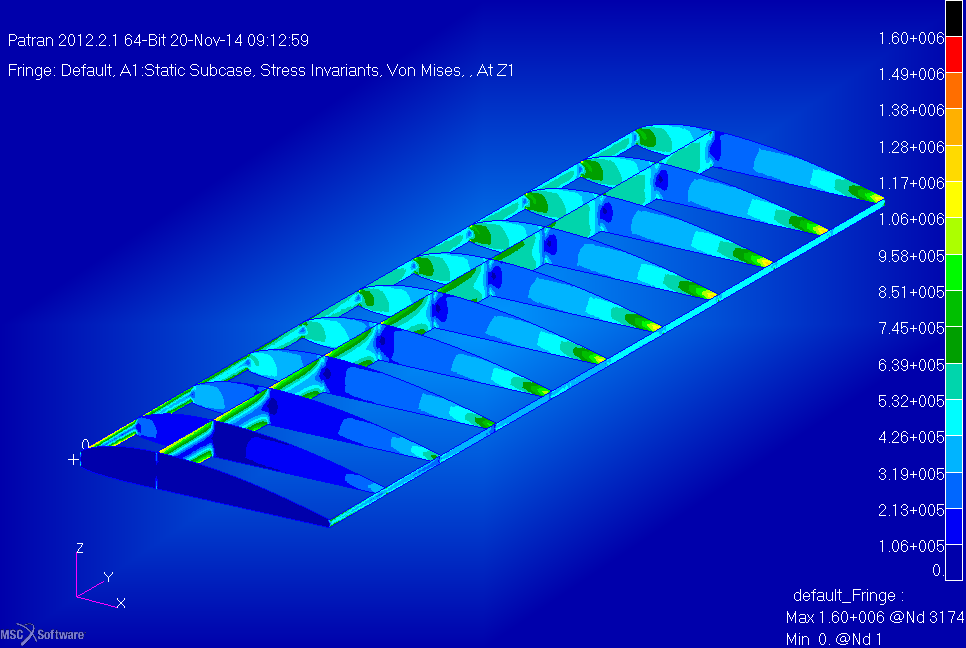 Patran 2012.2.1 64-Bit 20-Nov-14 09:12:59
Fringe: Default, A1:Static Subcase, Stress Invariants, Von Mises, , At Z1
1.60+006
1.49+006
1.38+006
1.28+006
1.17+006
1.06+006
9.58+005
8.51+005
7.45+005
6.39+005
5.32+005
4.26+005
3.19+005
2.13+005
1.06+005
0.
0
Z
Y
X
default_Fringe :
Max 1.60+006 @Nd 3174
Min 0. @Nd 1
MSC Software